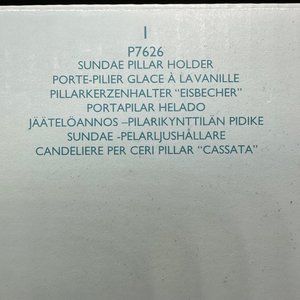 1
P7626
SUNDAE PILLAR HOLDER
PORTE-PILIER GLACE À LA VANILLE
PILLARKERZENHALTER "EISBECHER"
PORTAPILAR HELADO
JÄÄTELÖANNOS –PILARIKYNTTILÄN PIDIKE
SUNDAE -PELARLJUSHÅLLARE
CANDELIERE PER CERI PILLAR "CASSATA"